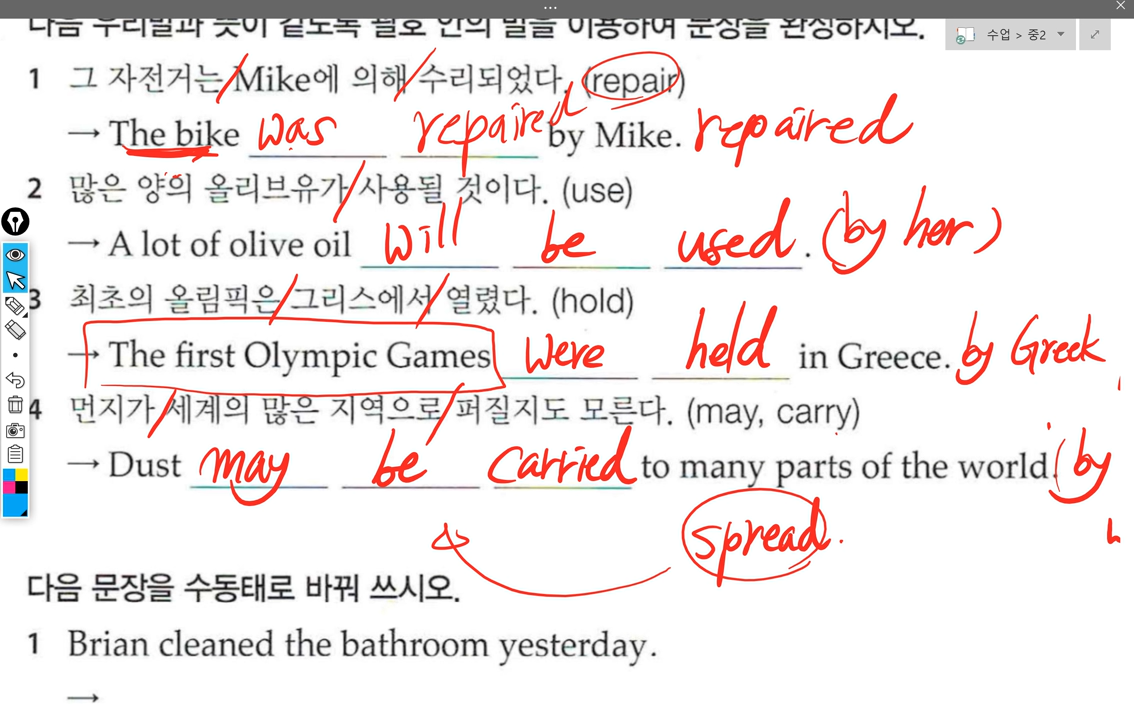 다음 우리말과 뜻이 같도록 괄호 안의 말을 이용하여 문장을 완성하시오.
수업 > 중2
1 그 자전거는/Mike에 의해/수리되었다. (repair)
→ The bike was repaired by Mike. repaired
2 많은 양의 올리브유가/사용될 것이다. (use)
→ A lot of olive oil will be used. (by her)
3 최초의 올림픽은/그리스에서/열렸다. (hold)
→ The first Olympic Games were held in Greece. by Greek
4 먼지가/세계의 많은 지역으로/퍼질지도 모른다. (may, carry)
→ Dust may be carried to many parts of the world. (by
spread.
다음 문장을 수동태로 바꿔 쓰시오.
1 Brian cleaned the bathroom yesterday.
→